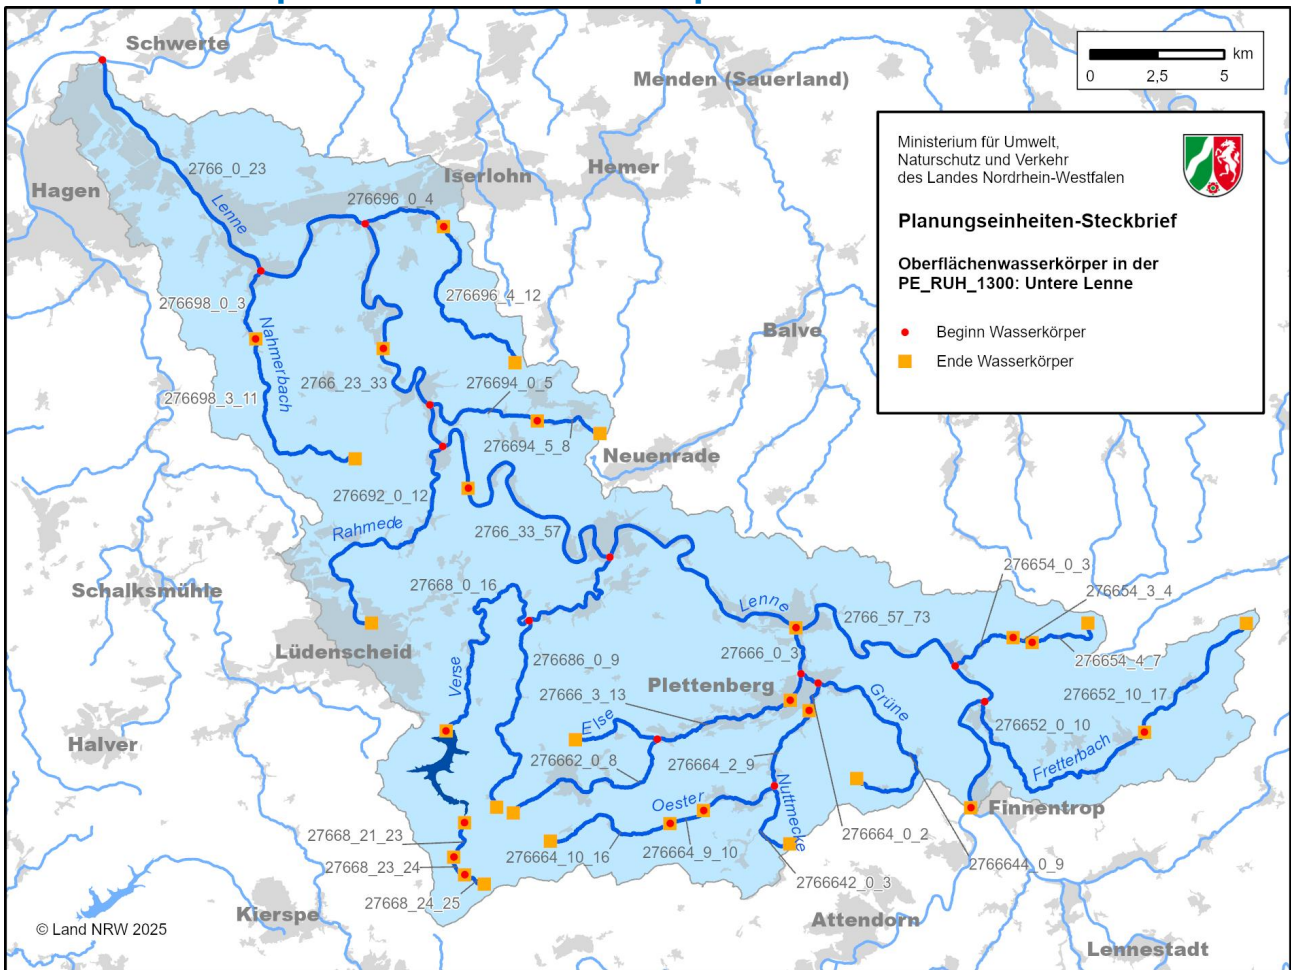 Schwerte
Menden (Sauerland)
km
0 2,5 5
Ministerium für Umwelt,
Naturschutz und Verkehr
des Landes Nordrhein-Westfalen
Planungseinheiten-Steckbrief
Oberflächenwasserkörper in der
PE_RUH_1300: Untere Lenne
Beginn Wasserkörper
Ende Wasserkörper
Hagen
2766_0_23
Lenne
Iserlohn
Hemer
276696_0_4
276698_0_3
276696_4_12
Nahmerbach
Balve
2766_23_33
276694_0_5
276698_3_11
276694_5_8
Neuenrade
276692_0_12
Rahmede
2766_33_57
Schalksmühle
27668_0_16
276654_0_3
276654_3_4
Lenne
2766_57_73
Lüdenscheid
276686_0_9
27666_0_3
276654_4_7
Verse
27666_3_13
Plettenberg
Grüne
276652_10_17
Else
276652_0_10
Halver
276662_0_8
276664_2_9
Fretterbach
Oester
Nuttmecke
Finnentrop
27668_21_23
276664_0_2
27668_23_24
276664_10_16
276664_9_10
2766644_0_9
27668_24_25
2766642_0_3
Kierspe
Attendorn
© Land NRW 2025
Lennestadt